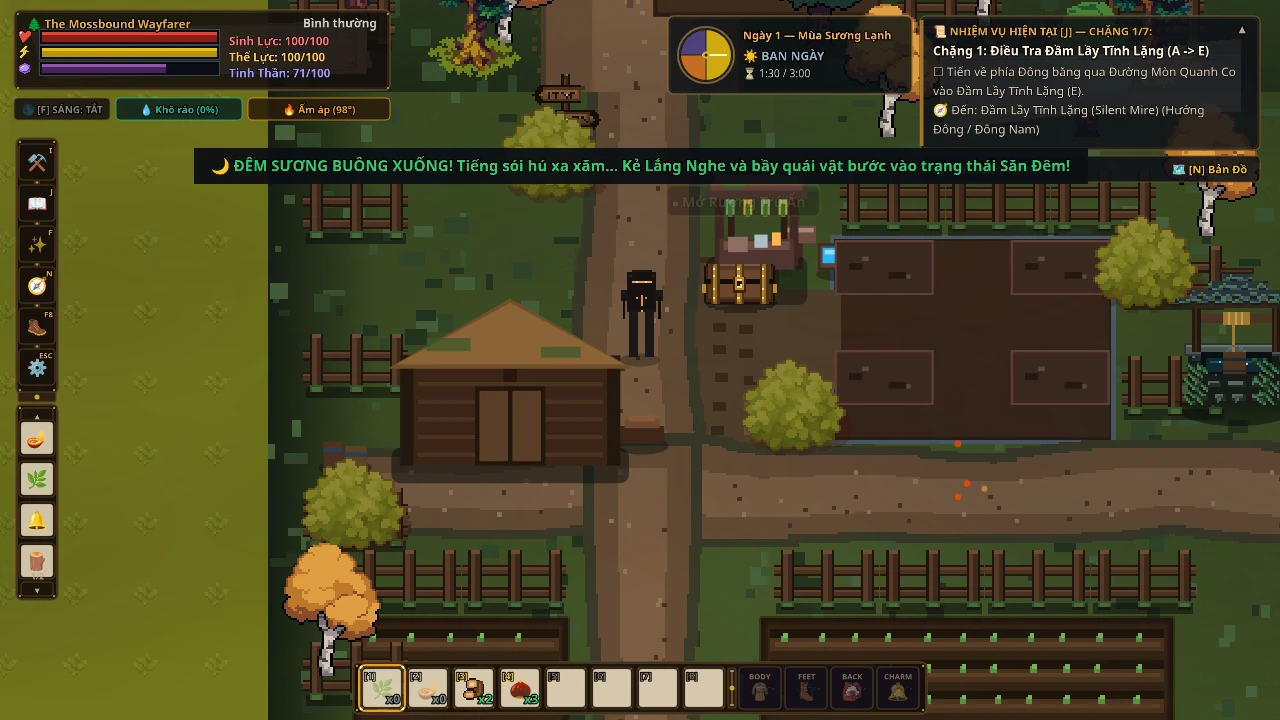 The Mossbound Wayfarer
Bình thường
Sinh Lực: 100/100
Thể Lực: 100/100
Tinh Thần: 71/100
[F] SÁNG: TẮT
Khô ráo (0%)
Ấm áp (98°)
Ngày 1 — Mùa Sương Lạnh
BAN NGÀY
1:30 / 3:00
NHIỆM VỤ HIỆN TẠI [J] — CHẶNG 1/7:
Chặng 1: Điều Tra Đầm Lầy Tĩnh Lặng (A -> E)
☐ Tiến về phía Đông băng qua Đường Mòn Quanh Co
vào Đầm Lầy Tĩnh Lặng (E).
Đến: Đầm Lầy Tĩnh Lặng (Silent Mire) (Hướng
Đông / Đông Nam)
ĐÊM SƯƠNG BUÔNG XUỐNG! Tiếng sói hú xa xăm... Kẻ Lắng Nghe và bầy quái vật bước vào trạng thái Săn Đêm!
[N] Bản Đồ
I
J
F
N
F8
ESC
[1]
x0
[2]
x0
[3]
x2
[4]
x3
[5]
[6]
[7]
[8]
BODY
FEET
BACK
CHARM